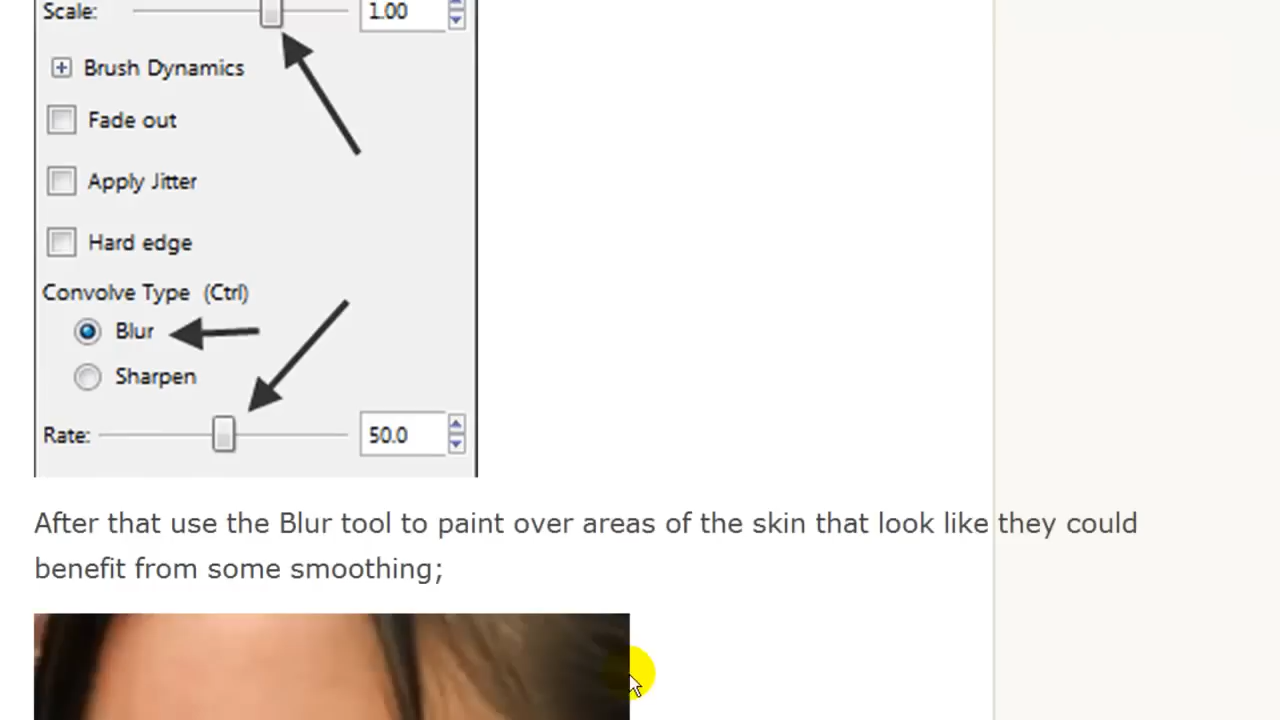 Scale: 1.00
Brush Dynamics
Fade out
Apply Jitter
Hard edge
Convolve Type (Ctrl)
Blur
Sharpen
Rate: 50.0
After that use the Blur tool to paint over areas of the skin that look like they could
benefit from some smoothing;